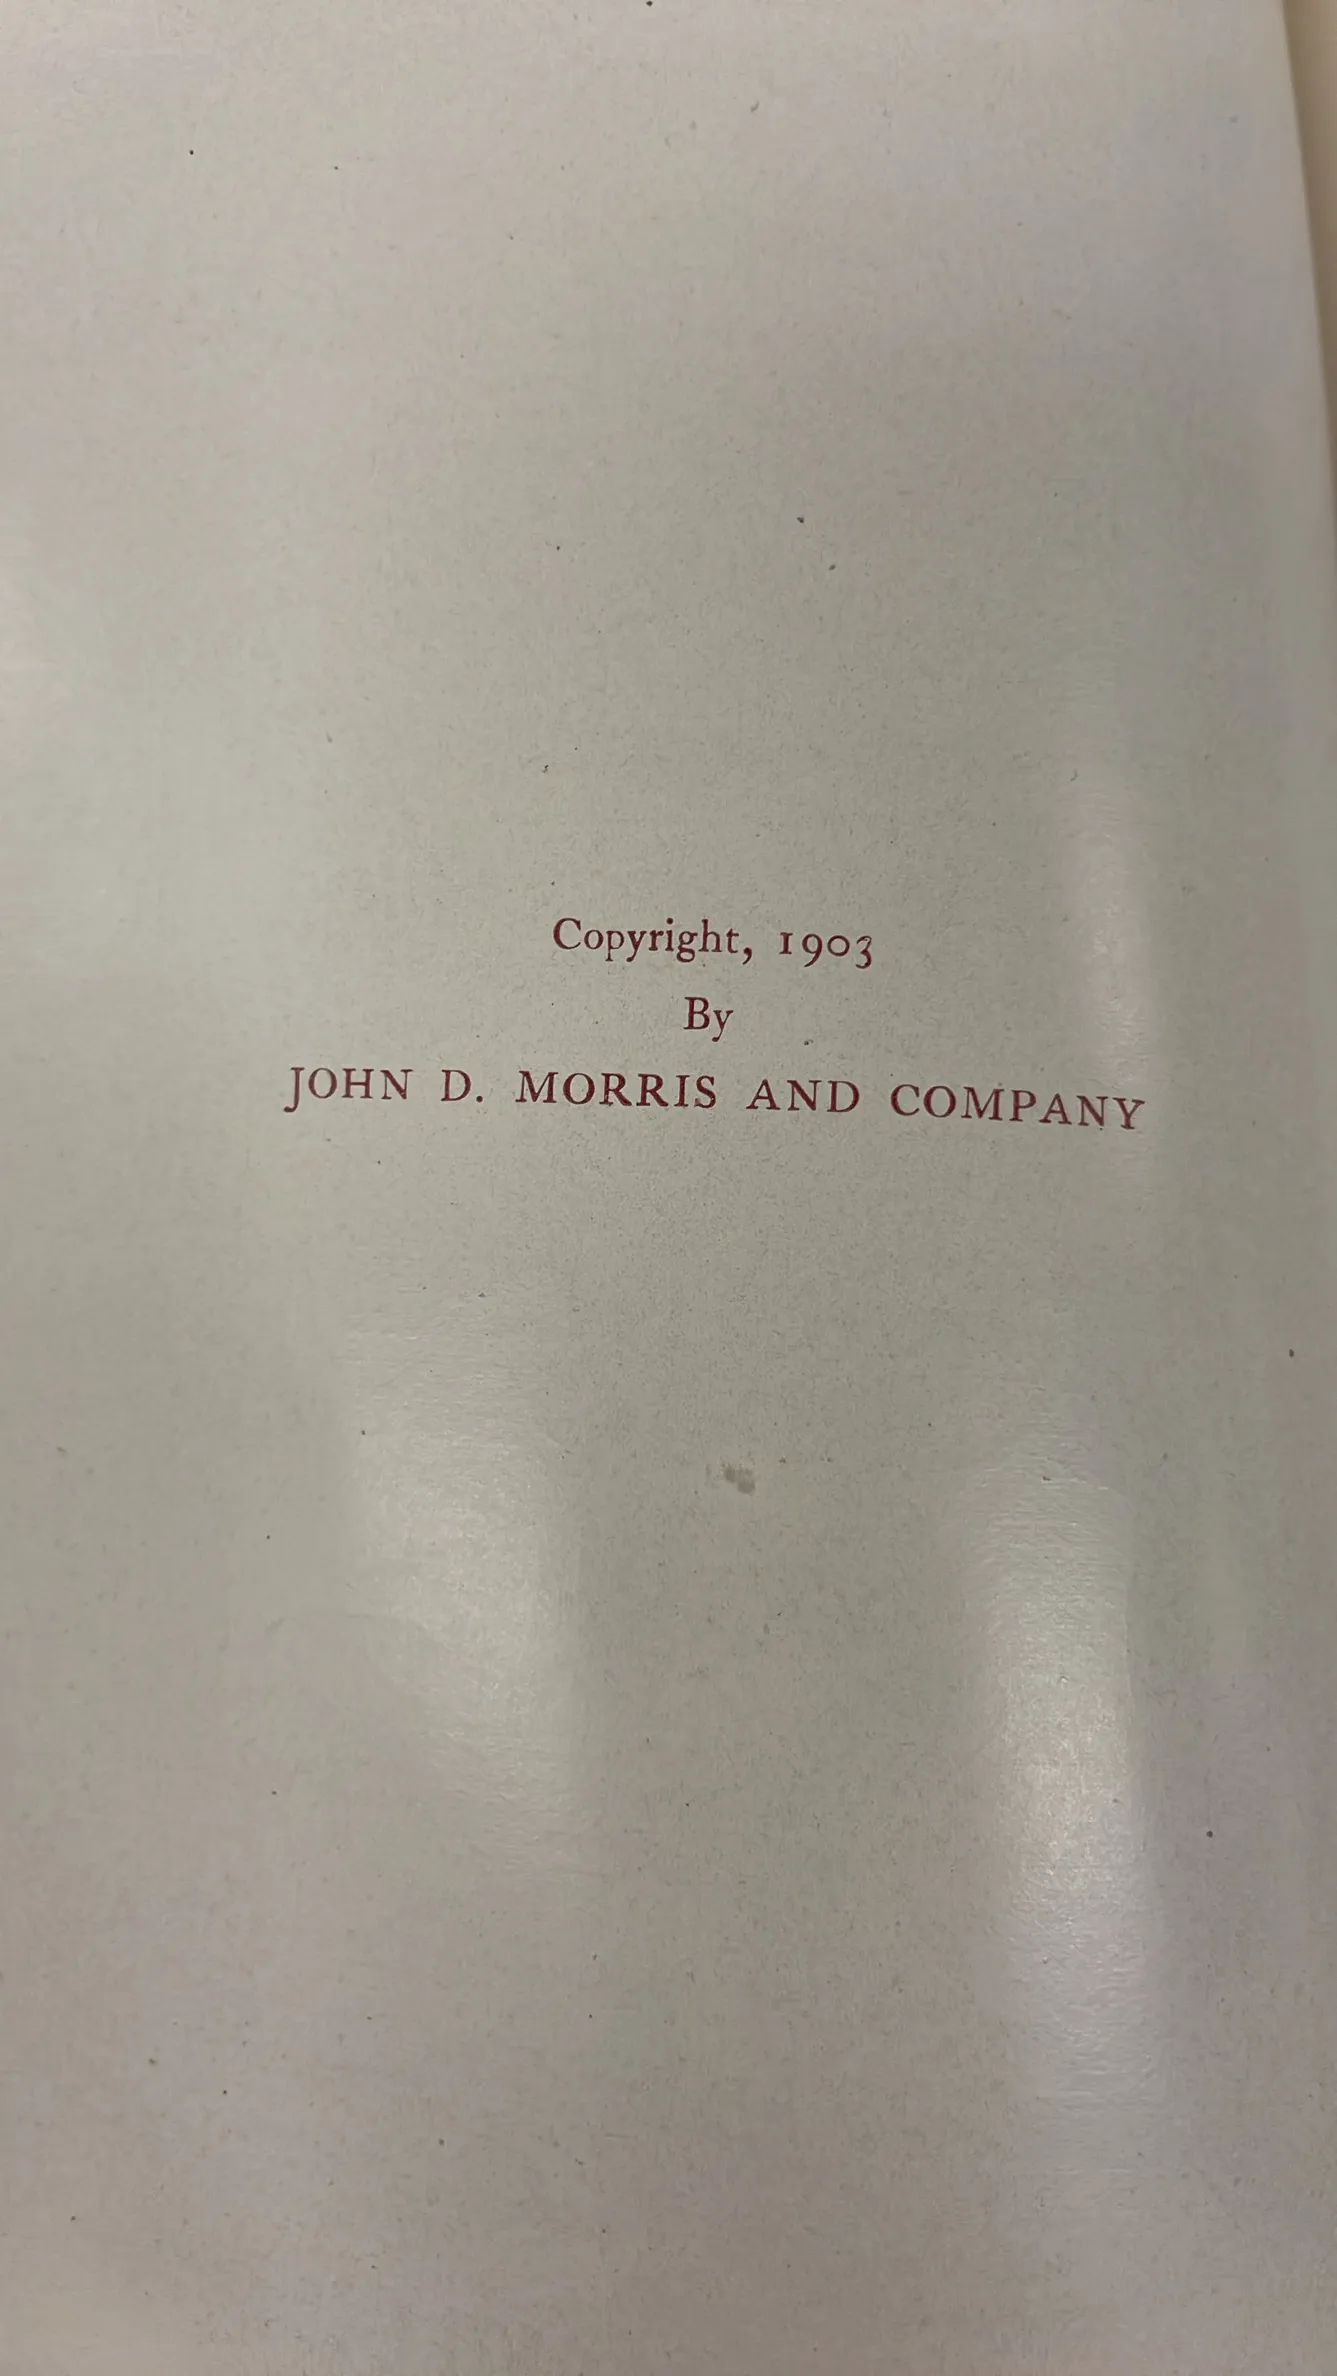 Copyright, 1903
By
JOHN D. MORRIS AND COMPANY